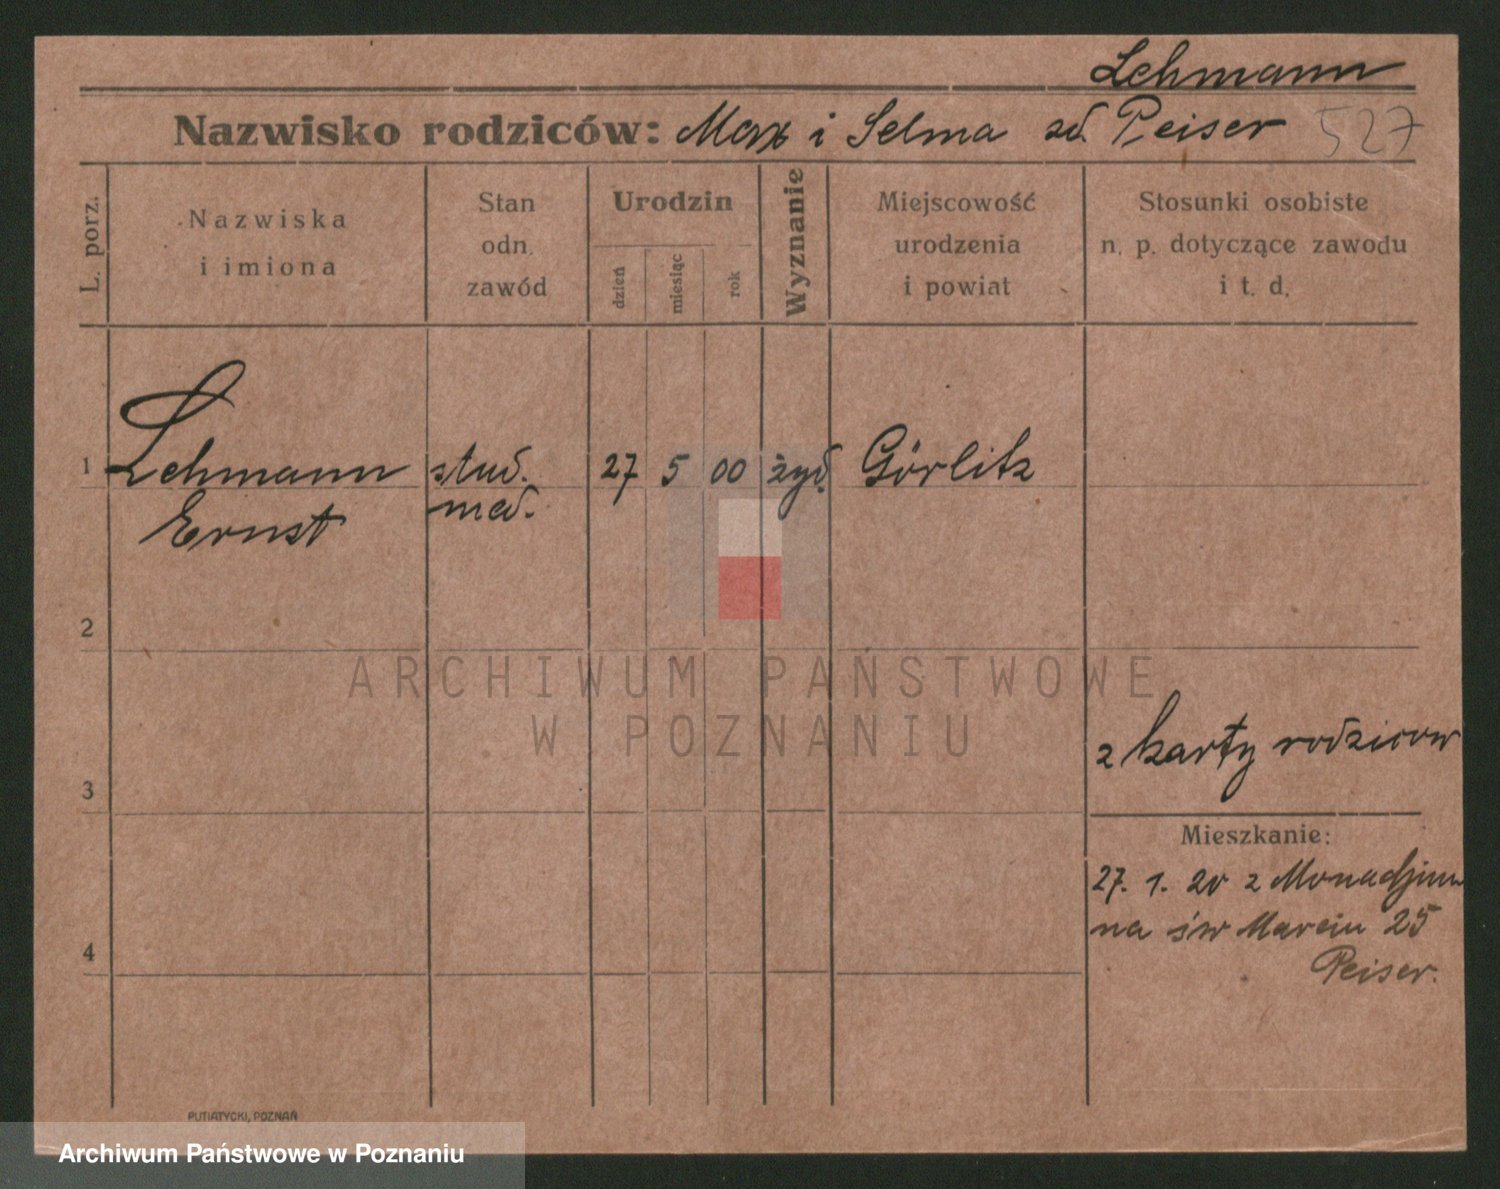 Lehmann
Nazwisko rodziców: Max i Selma zd. Peiser 527
L. porz.
Nazwiska
i imiona
Stan
odn.
zawód
Urodzin
dzień
miesiąc
rok
Wyznanie
Miejscowość
urodzenia
i powiat
Stosunki osobiste
n. p. dotyczące zawodu
i t. d.
1 Lehmann stud. 27 5 00 żyd. Görlitz
Ernst med.
2
ARCHIWUM PAŃSTWOWE
W POZNANIU
z karty rodziców
3
Mieszkanie:
27. 1. 20 z Monachjum
na św Marcin 25
4
Peiser.
PUTIATYCKI, POZNAŃ
Archiwum Państwowe w Poznaniu